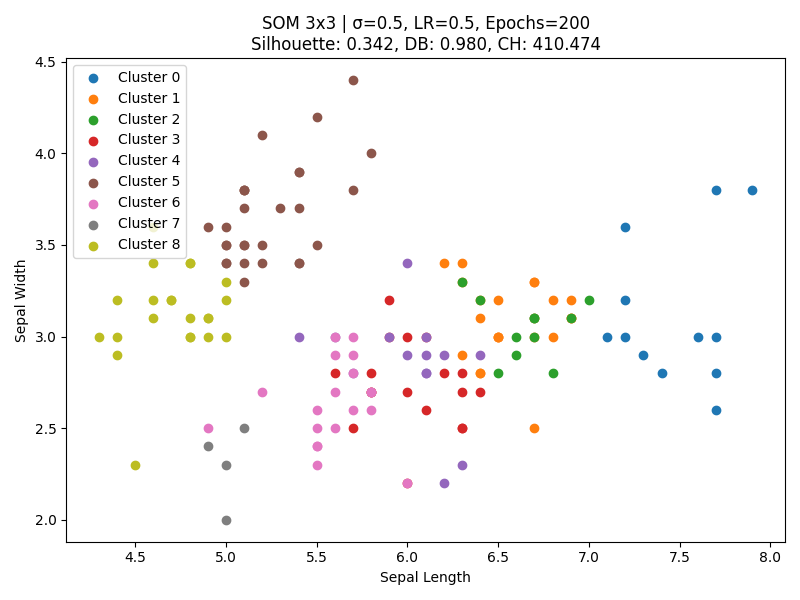 SOM 3x3 | σ=0.5, LR=0.5, Epochs=200
Silhouette: 0.342, DB: 0.980, CH: 410.474
Cluster 0
Cluster 1
Cluster 2
Cluster 3
Cluster 4
Cluster 5
Cluster 6
Cluster 7
Cluster 8
Sepal Width
4.5
4.0
3.5
3.0
2.5
2.0
4.5 5.0 5.5 6.0 6.5 7.0 7.5 8.0
Sepal Length